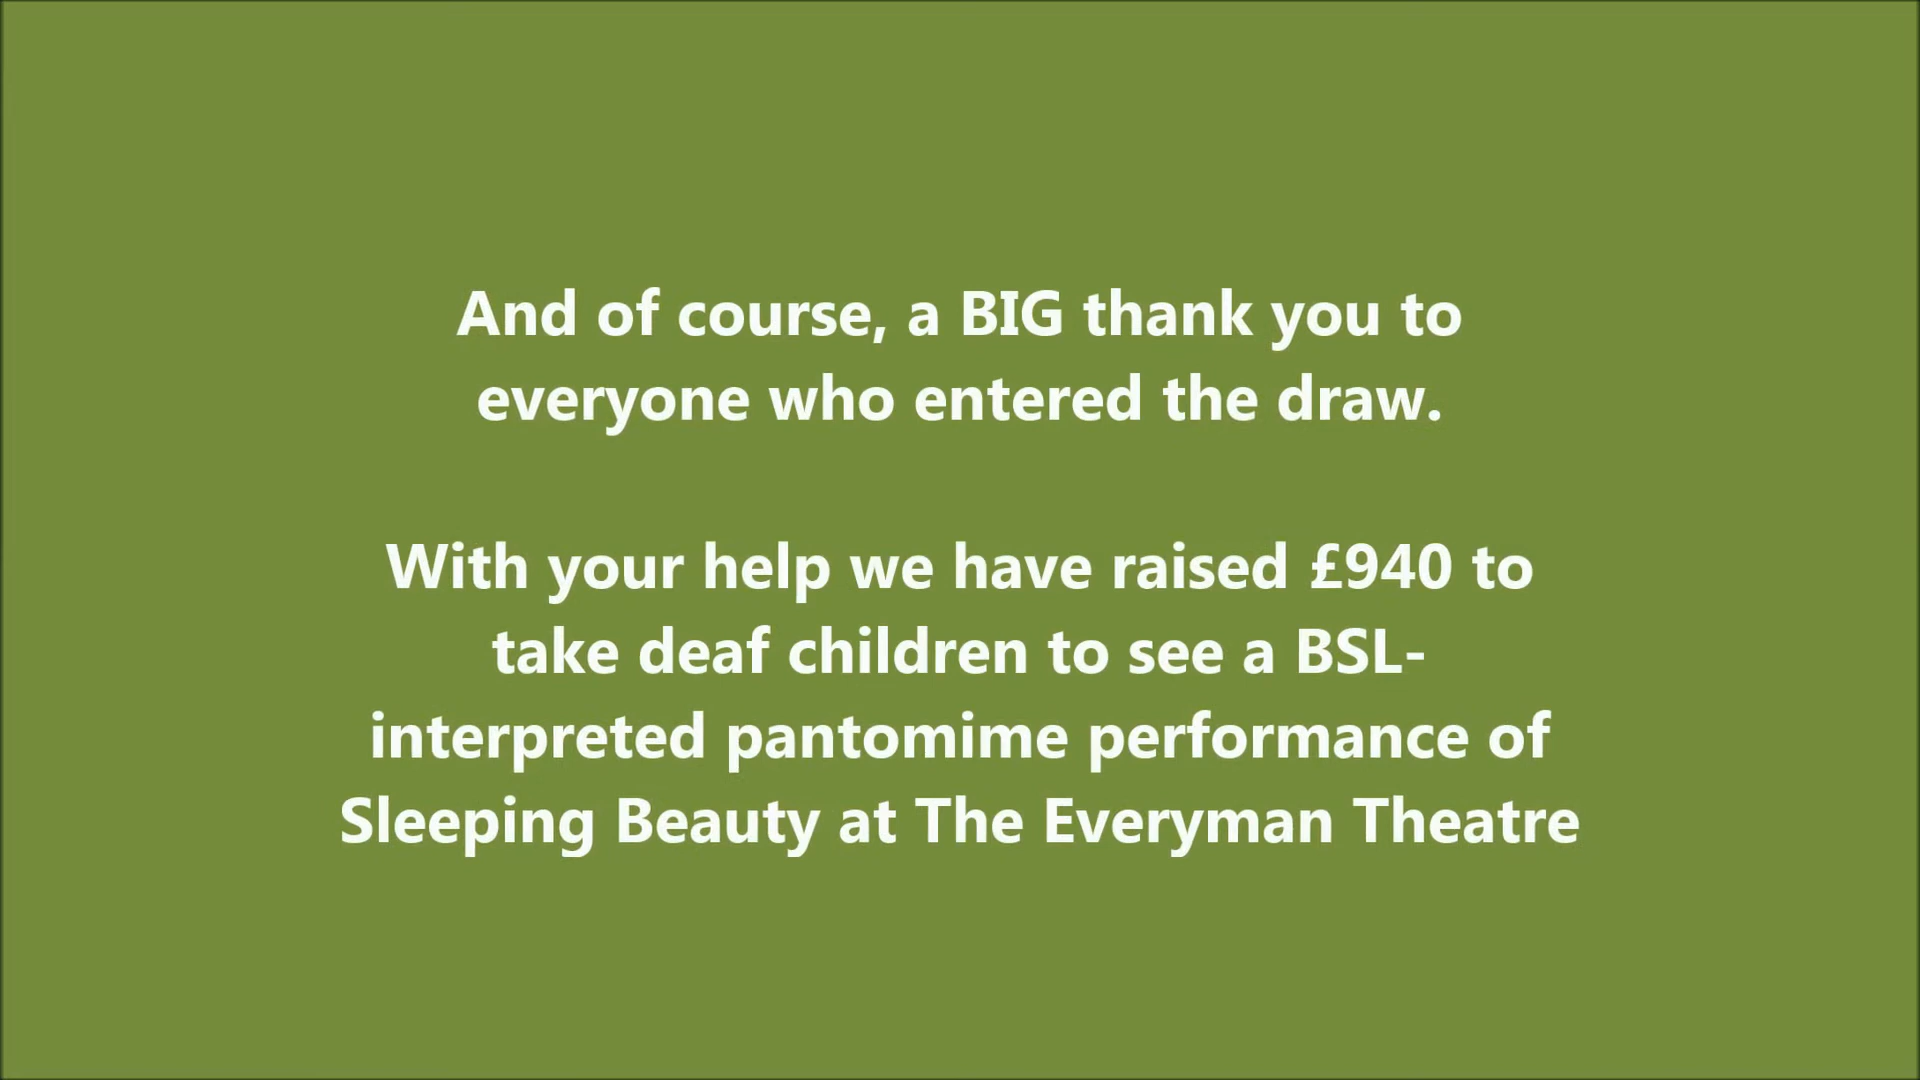 And of course, a BIG thank you to
everyone who entered the draw.
With your help we have raised £940 to
take deaf children to see a BSL-
interpreted pantomime performance of
Sleeping Beauty at The Everyman Theatre